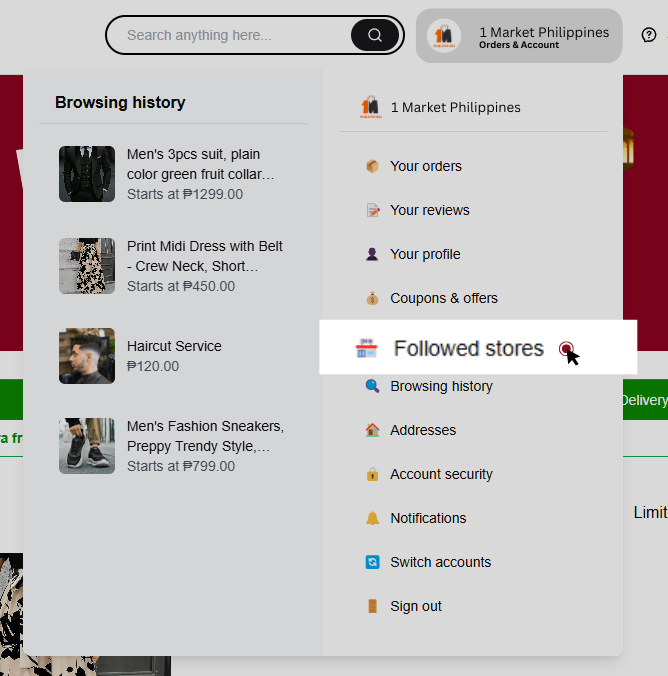 Search anything here...
1 Market Philippines
Orders & Account
Browsing history
Men's 3pcs suit, plain
color green fruit collar…
Starts at ₱1299.00
Print Midi Dress with Belt
- Crew Neck, Short…
Starts at ₱450.00
Haircut Service
₱120.00
Men's Fashion Sneakers,
Preppy Trendy Style,…
Starts at ₱799.00
1 Market Philippines
Your orders
Your reviews
Your profile
Coupons & offers
Followed stores
Browsing history
Addresses
Account security
Notifications
Switch accounts
Sign out
Delivery
Limit